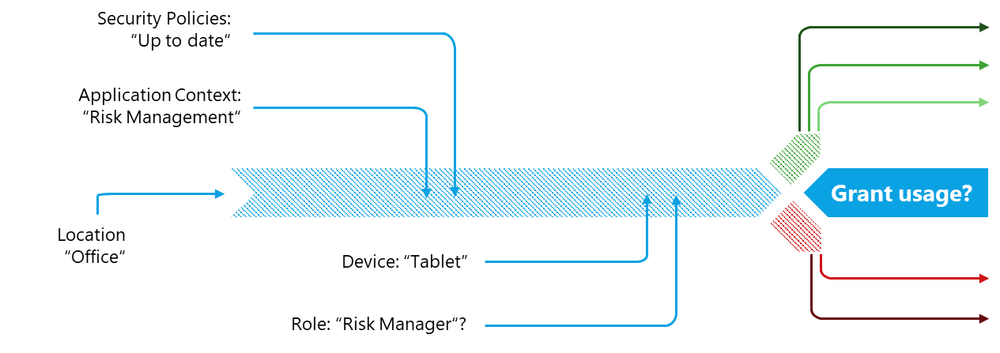 Security Policies:
“Up to date“
Application Context:
“Risk Management“
Location
“Office“
Grant usage?
Device: “Tablet”
Role: “Risk Manager“?